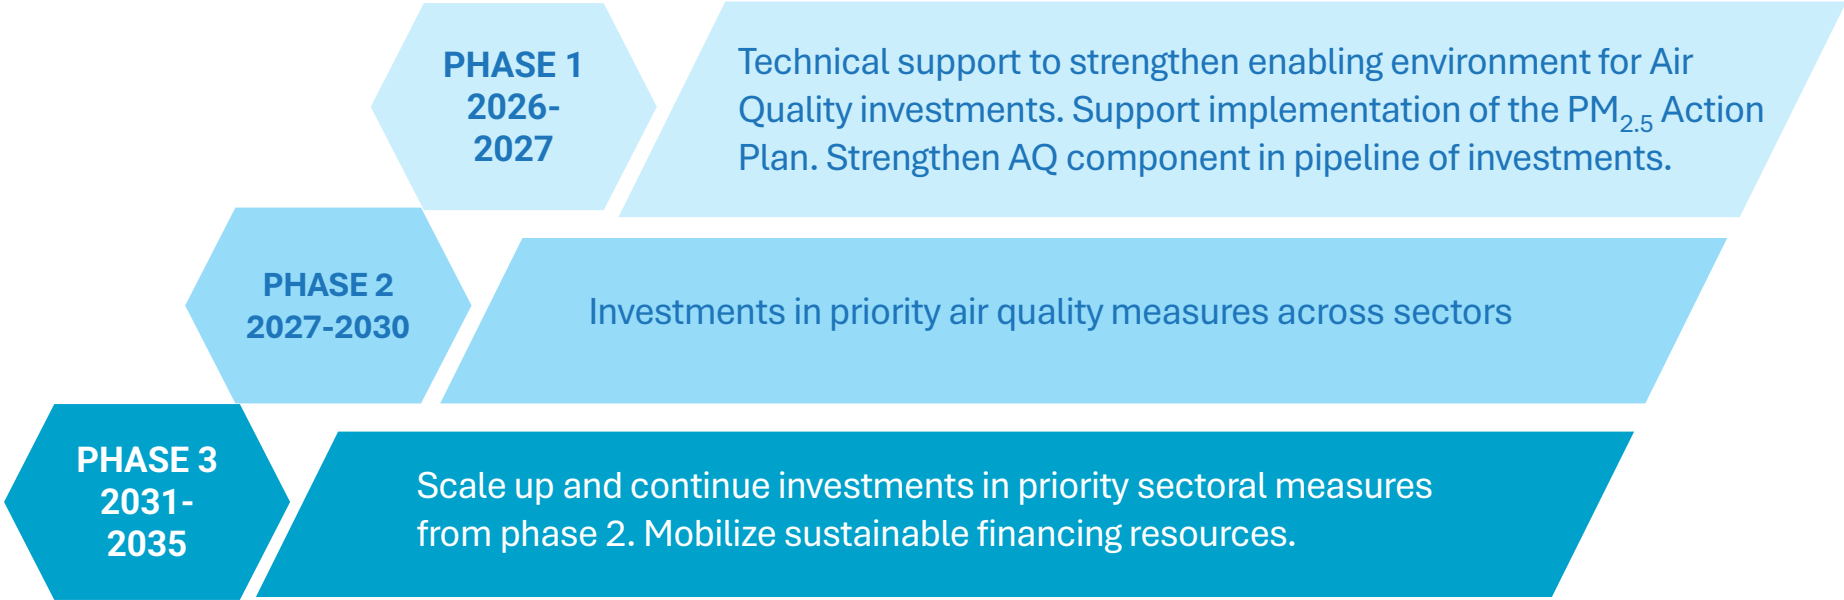 PHASE 1
2026-
2027
Technical support to strengthen enabling environment for Air
Quality investments. Support implementation of the PM2.5 Action
Plan. Strengthen AQ component in pipeline of investments.
PHASE 2
2027-2030
Investments in priority air quality measures across sectors
PHASE 3
2031-
2035
Scale up and continue investments in priority sectoral measures
from phase 2. Mobilize sustainable financing resources.